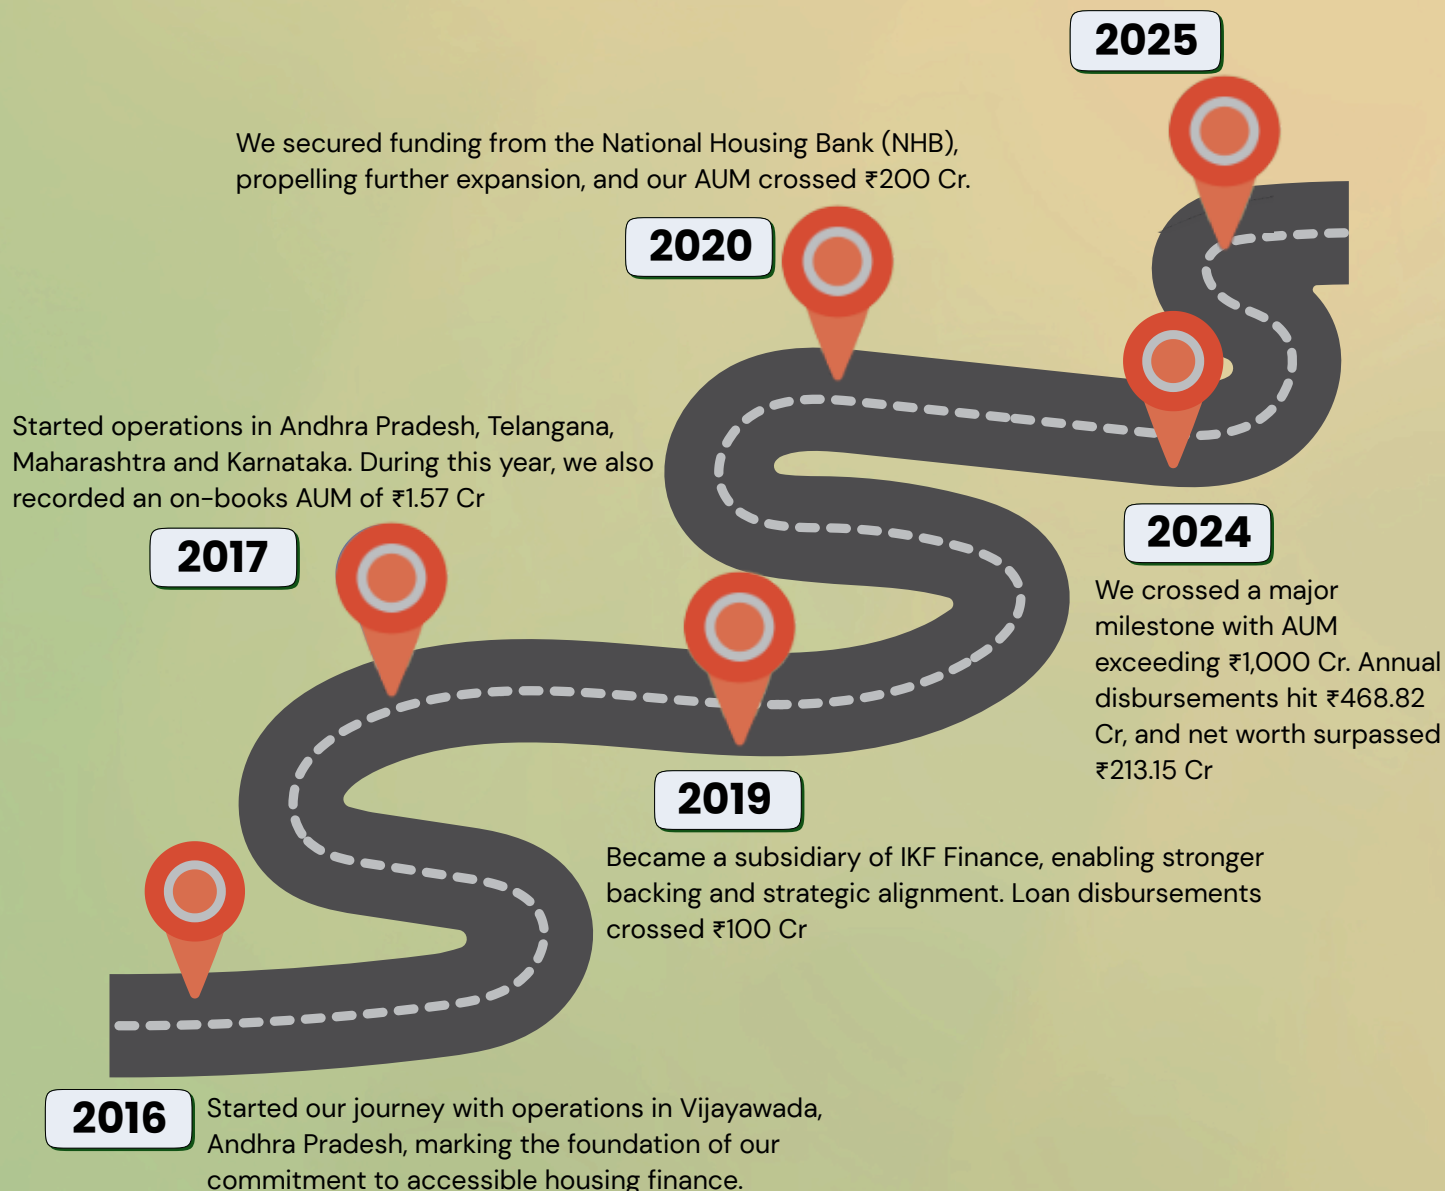 2025
We secured funding from the National Housing Bank (NHB),
propelling further expansion, and our AUM crossed ₹200 Cr.
2020
Started operations in Andhra Pradesh, Telangana,
Maharashtra and Karnataka. During this year, we also
recorded an on-books AUM of ₹1.57 Cr
2017
2024
We crossed a major
milestone with AUM
exceeding ₹1,000 Cr. Annual
disbursements hit ₹468.82
Cr, and net worth surpassed
₹213.15 Cr
2019
Became a subsidiary of IKF Finance, enabling stronger
backing and strategic alignment. Loan disbursements
crossed ₹100 Cr
2016
Started our journey with operations in Vijayawada,
Andhra Pradesh, marking the foundation of our
commitment to accessible housing finance.